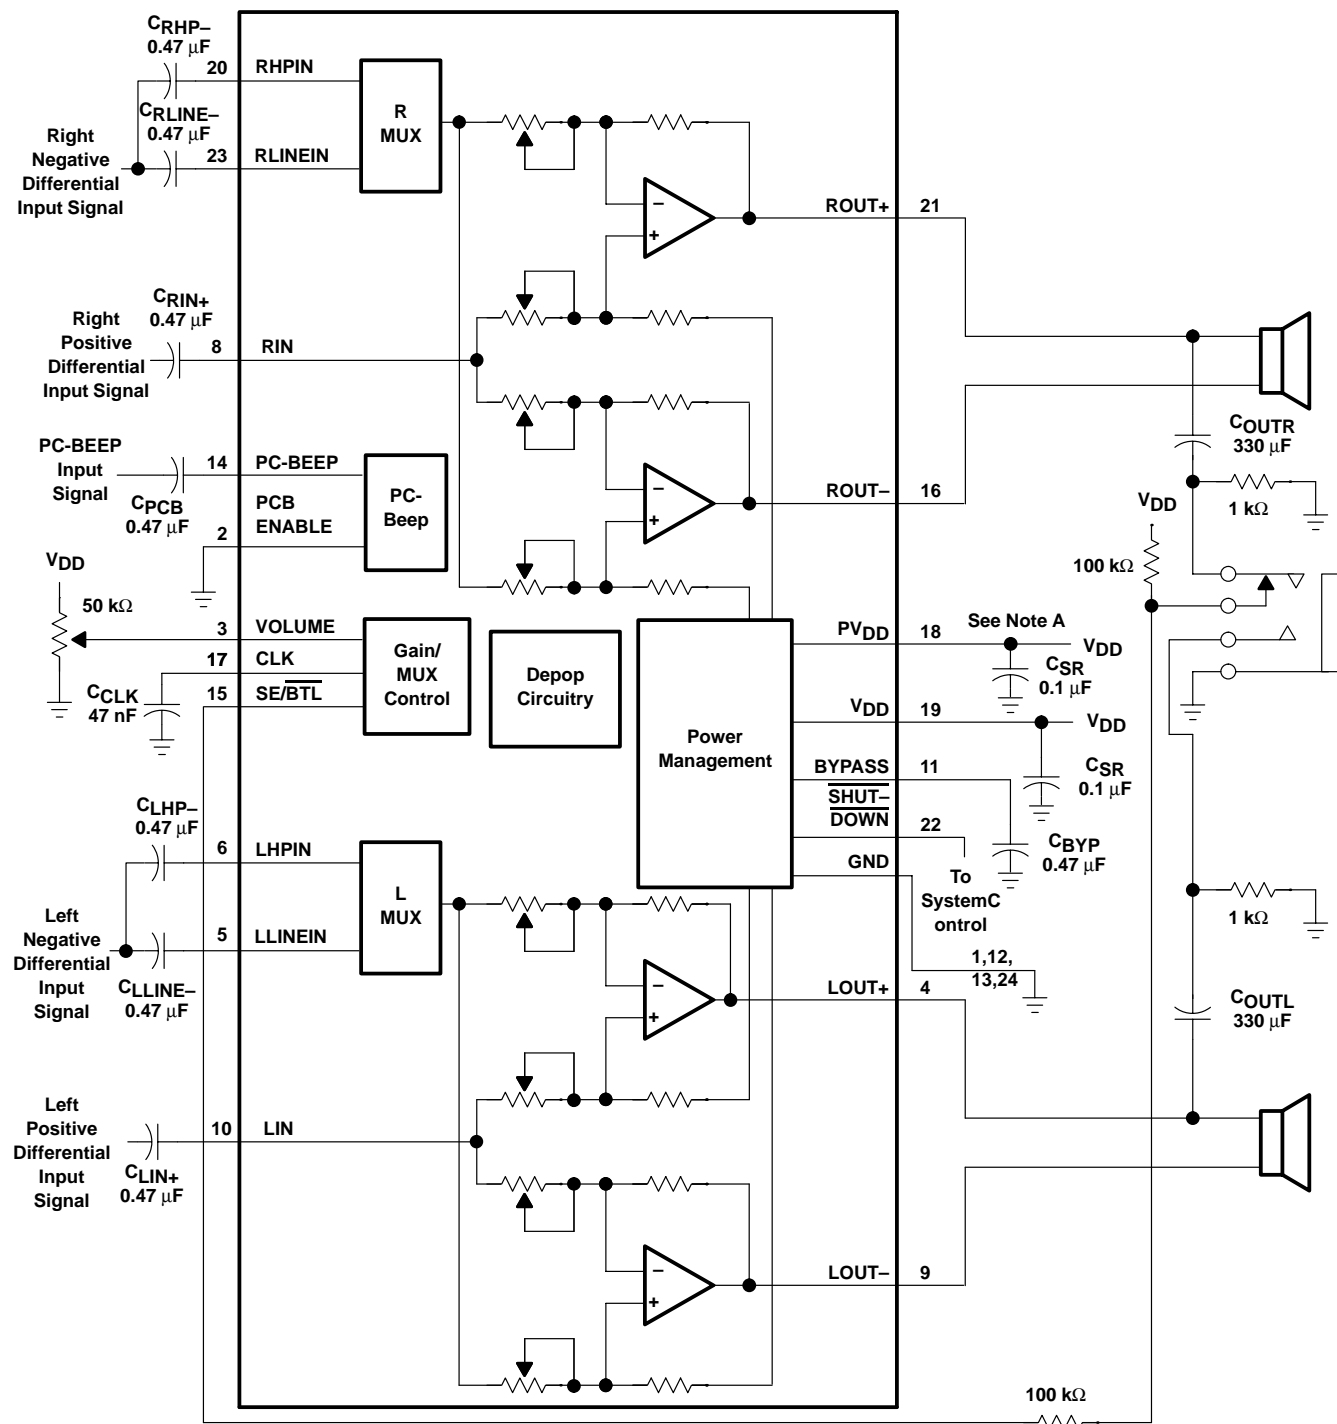 CRHP–
0.47 μF
20
RHPIN
CRLINE–
0.47 μF
23
RLINEIN
Right
Negative
Differential
Input Signal
R
MUX
–
+
ROUT+
21
CRIN+
0.47 μF
Right
Positive
Differential
Input Signal
8
RIN
PC-BEEP
Input
Signal
14
PC-BEEP
CPCB
0.47 μF
PCB
ENABLE
2
PC-
Beep
–
+
ROUT–
16
COUTR
330 μF
1 kΩ
VDD
100 kΩ
VDD
50 kΩ
3
VOLUME
17
CLK
15
SE/BTL
CCLK
47 nF
Gain/
MUX
Control
Depop
Circuitry
Power
Management
PVDD
18
See Note A
VDD
CSR
0.1 μF
VDD
19
VDD
CSR
0.1 μF
BYPASS
11
SHUT–
DOWN
22
CBYP
0.47 μF
GND
To
SystemC
ontrol
1,12,
13,24
CLHP–
0.47 μF
6
LHPIN
Left
Negative
Differential
Input
Signal
5
LLINEIN
CLLINE–
0.47 μF
L
MUX
–
+
LOUT+
4
1 kΩ
COUTL
330 μF
Left
Positive
Differential
Input
Signal
10
LIN
CLIN+
0.47 μF
–
+
LOUT–
9
100 kΩ